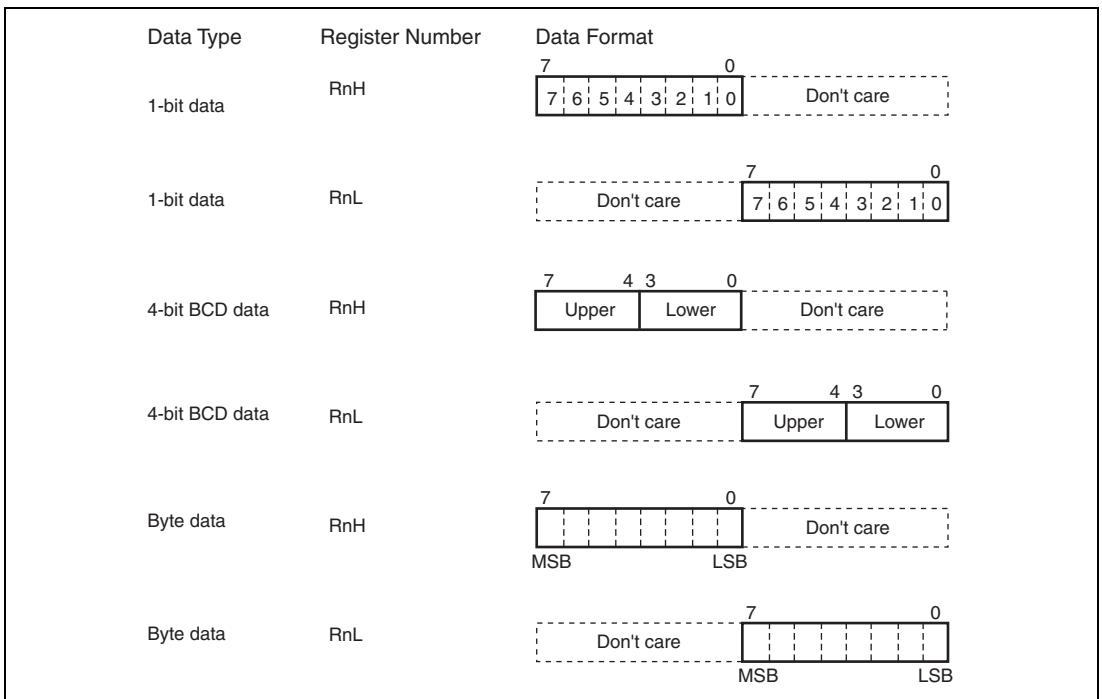 Data Type Register Number Data Format
7 0
1-bit data RnH 7 6 5 4 3 2 1 0 Don't care
7 0
1-bit data RnL Don't care 7 6 5 4 3 2 1 0
7 4 3 0
4-bit BCD data RnH Upper Lower Don't care
7 4 3 0
4-bit BCD data RnL Don't care Upper Lower
7 0
Byte data RnH Don't care
MSB LSB
7 0
Byte data RnL Don't care
MSB LSB